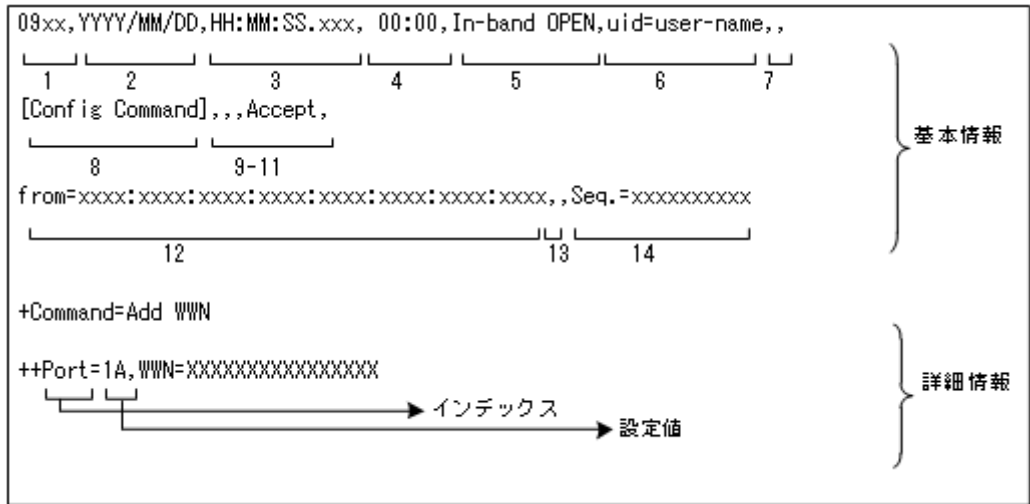 09xx,YYYY/MM/DD,HH:MM:SS.xxx, 00:00,In-band OPEN,uid=user-name,,
1 2 3 4 5 6 7
[Config Command],,,Accept,
基本情報
8 9-11
from=xxxx:xxxx:xxxx:xxxx:xxxx:xxxx:xxxx:xxxx,,Seq.=xxxxxxxxxx
12 13 14
+Command=Add WWN
++Port=1A,WWN=XXXXXXXXXXXXXXXX
詳細情報
インデックス
設定値